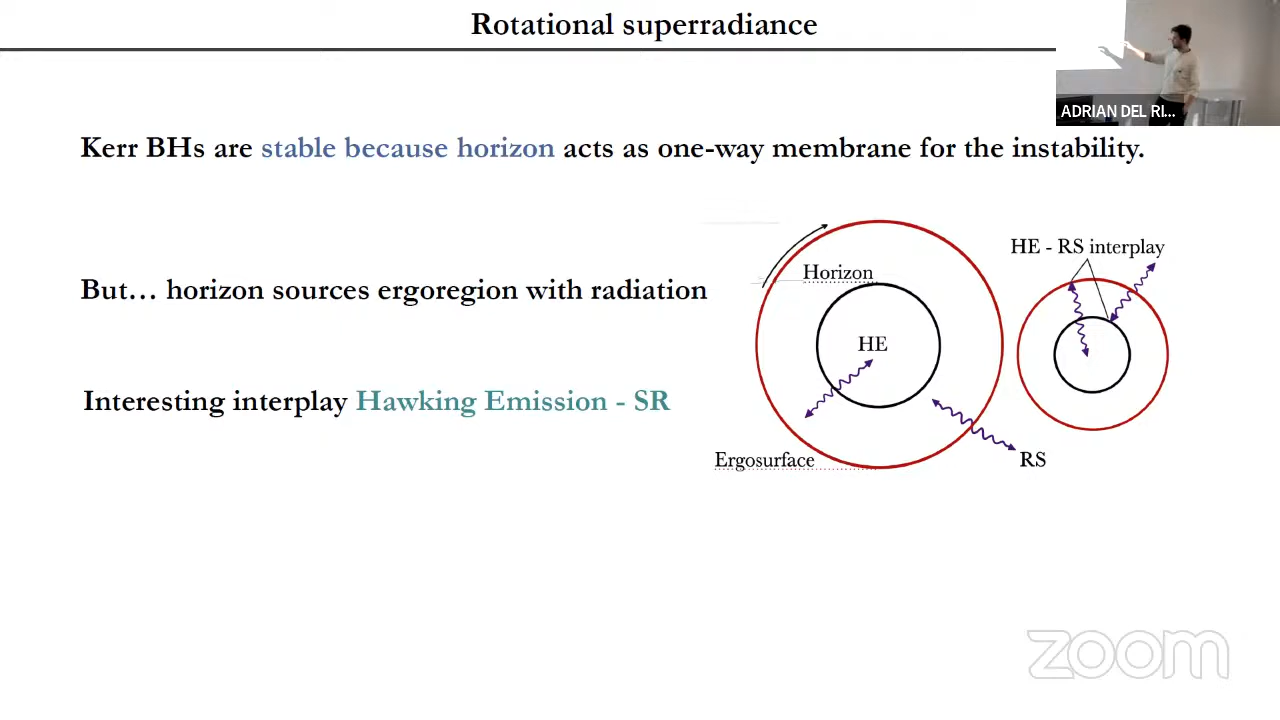 Rotational superradiance
ADRIAN DEL RI...
Kerr BHs are stable because horizon acts as one-way membrane for the instability.
HE - RS interplay
Horizon
But... horizon sources ergoregion with radiation
HE
Interesting interplay Hawking Emission - SR
Ergosurface
RS
zoom